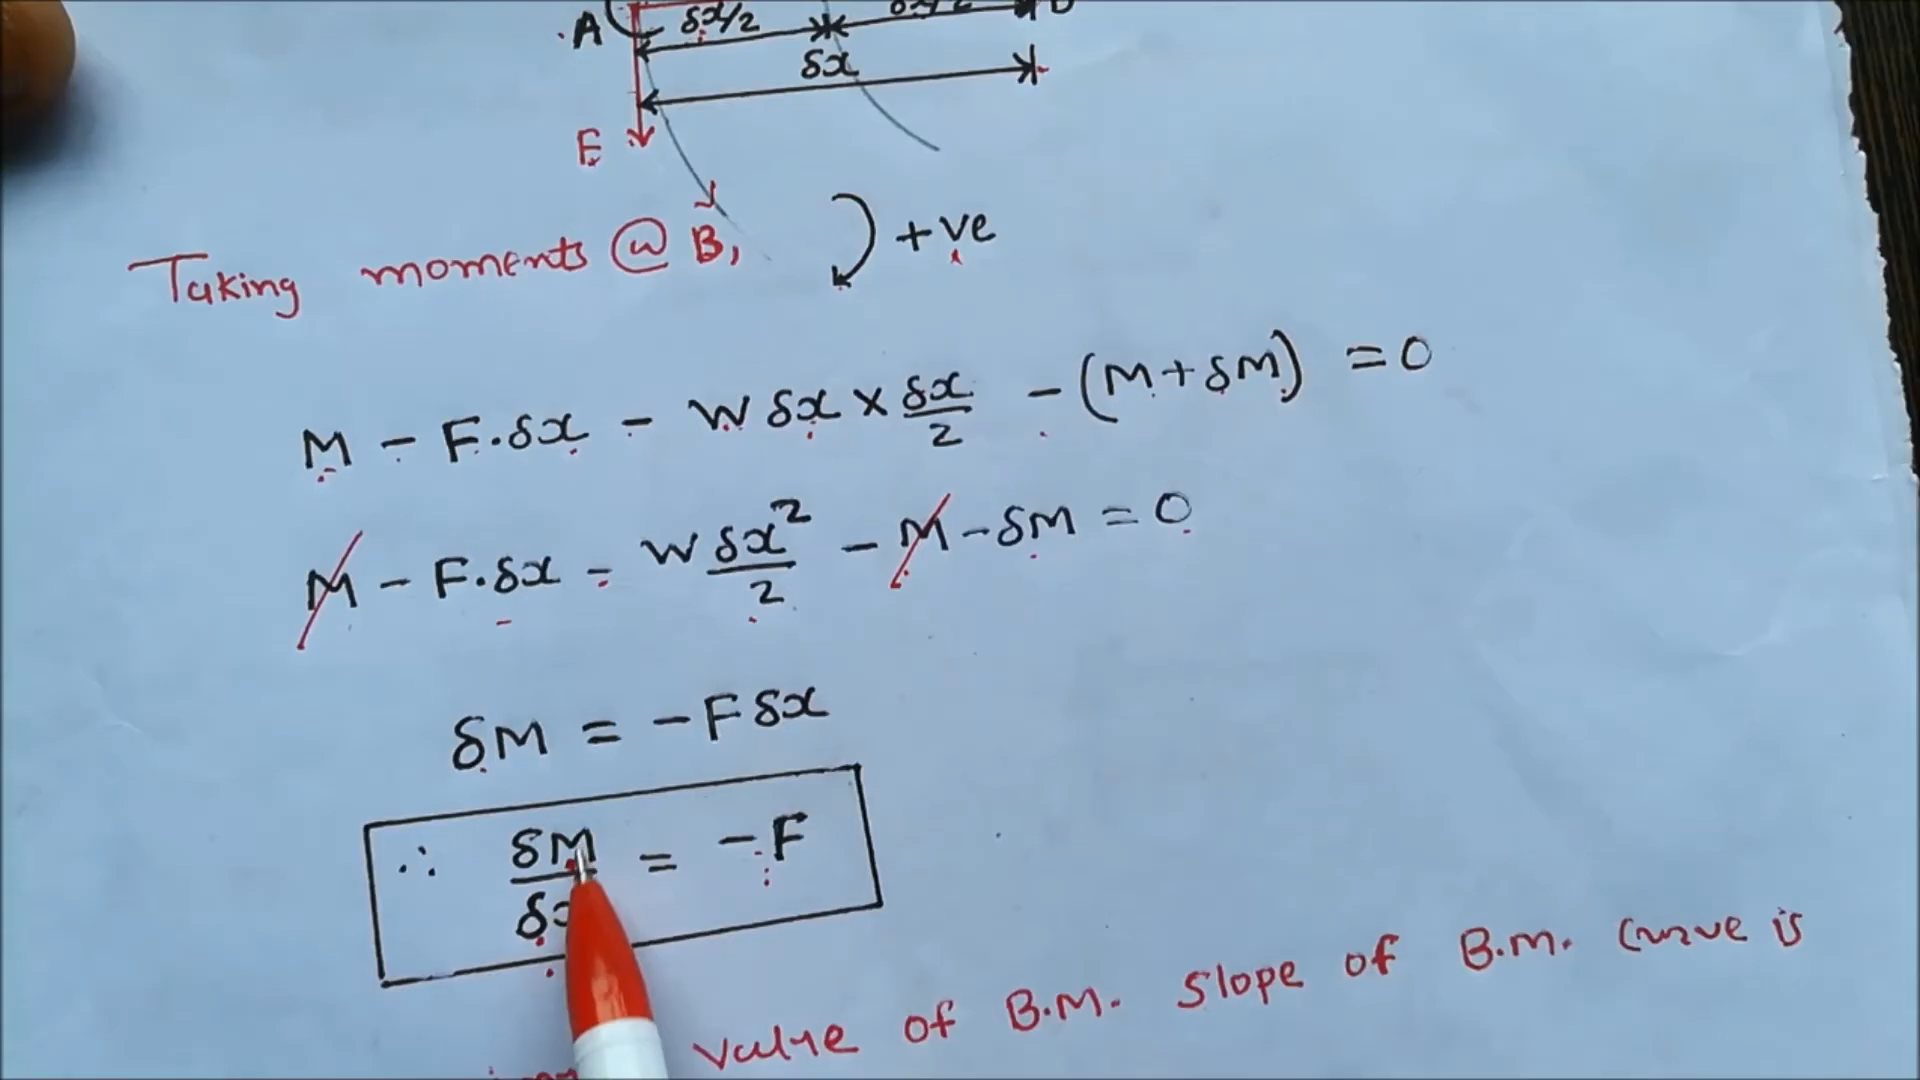 A δx/2
δx
F
Taking moments @ B, +ve
M - F.δx - W δx × δx/2 - (M + δM) = 0
M - F.δx - W δx²/2 - M - δM = 0
δM = -F δx
∴ δM/δx = -F
value of B.M. Slope of B.M. Curve is